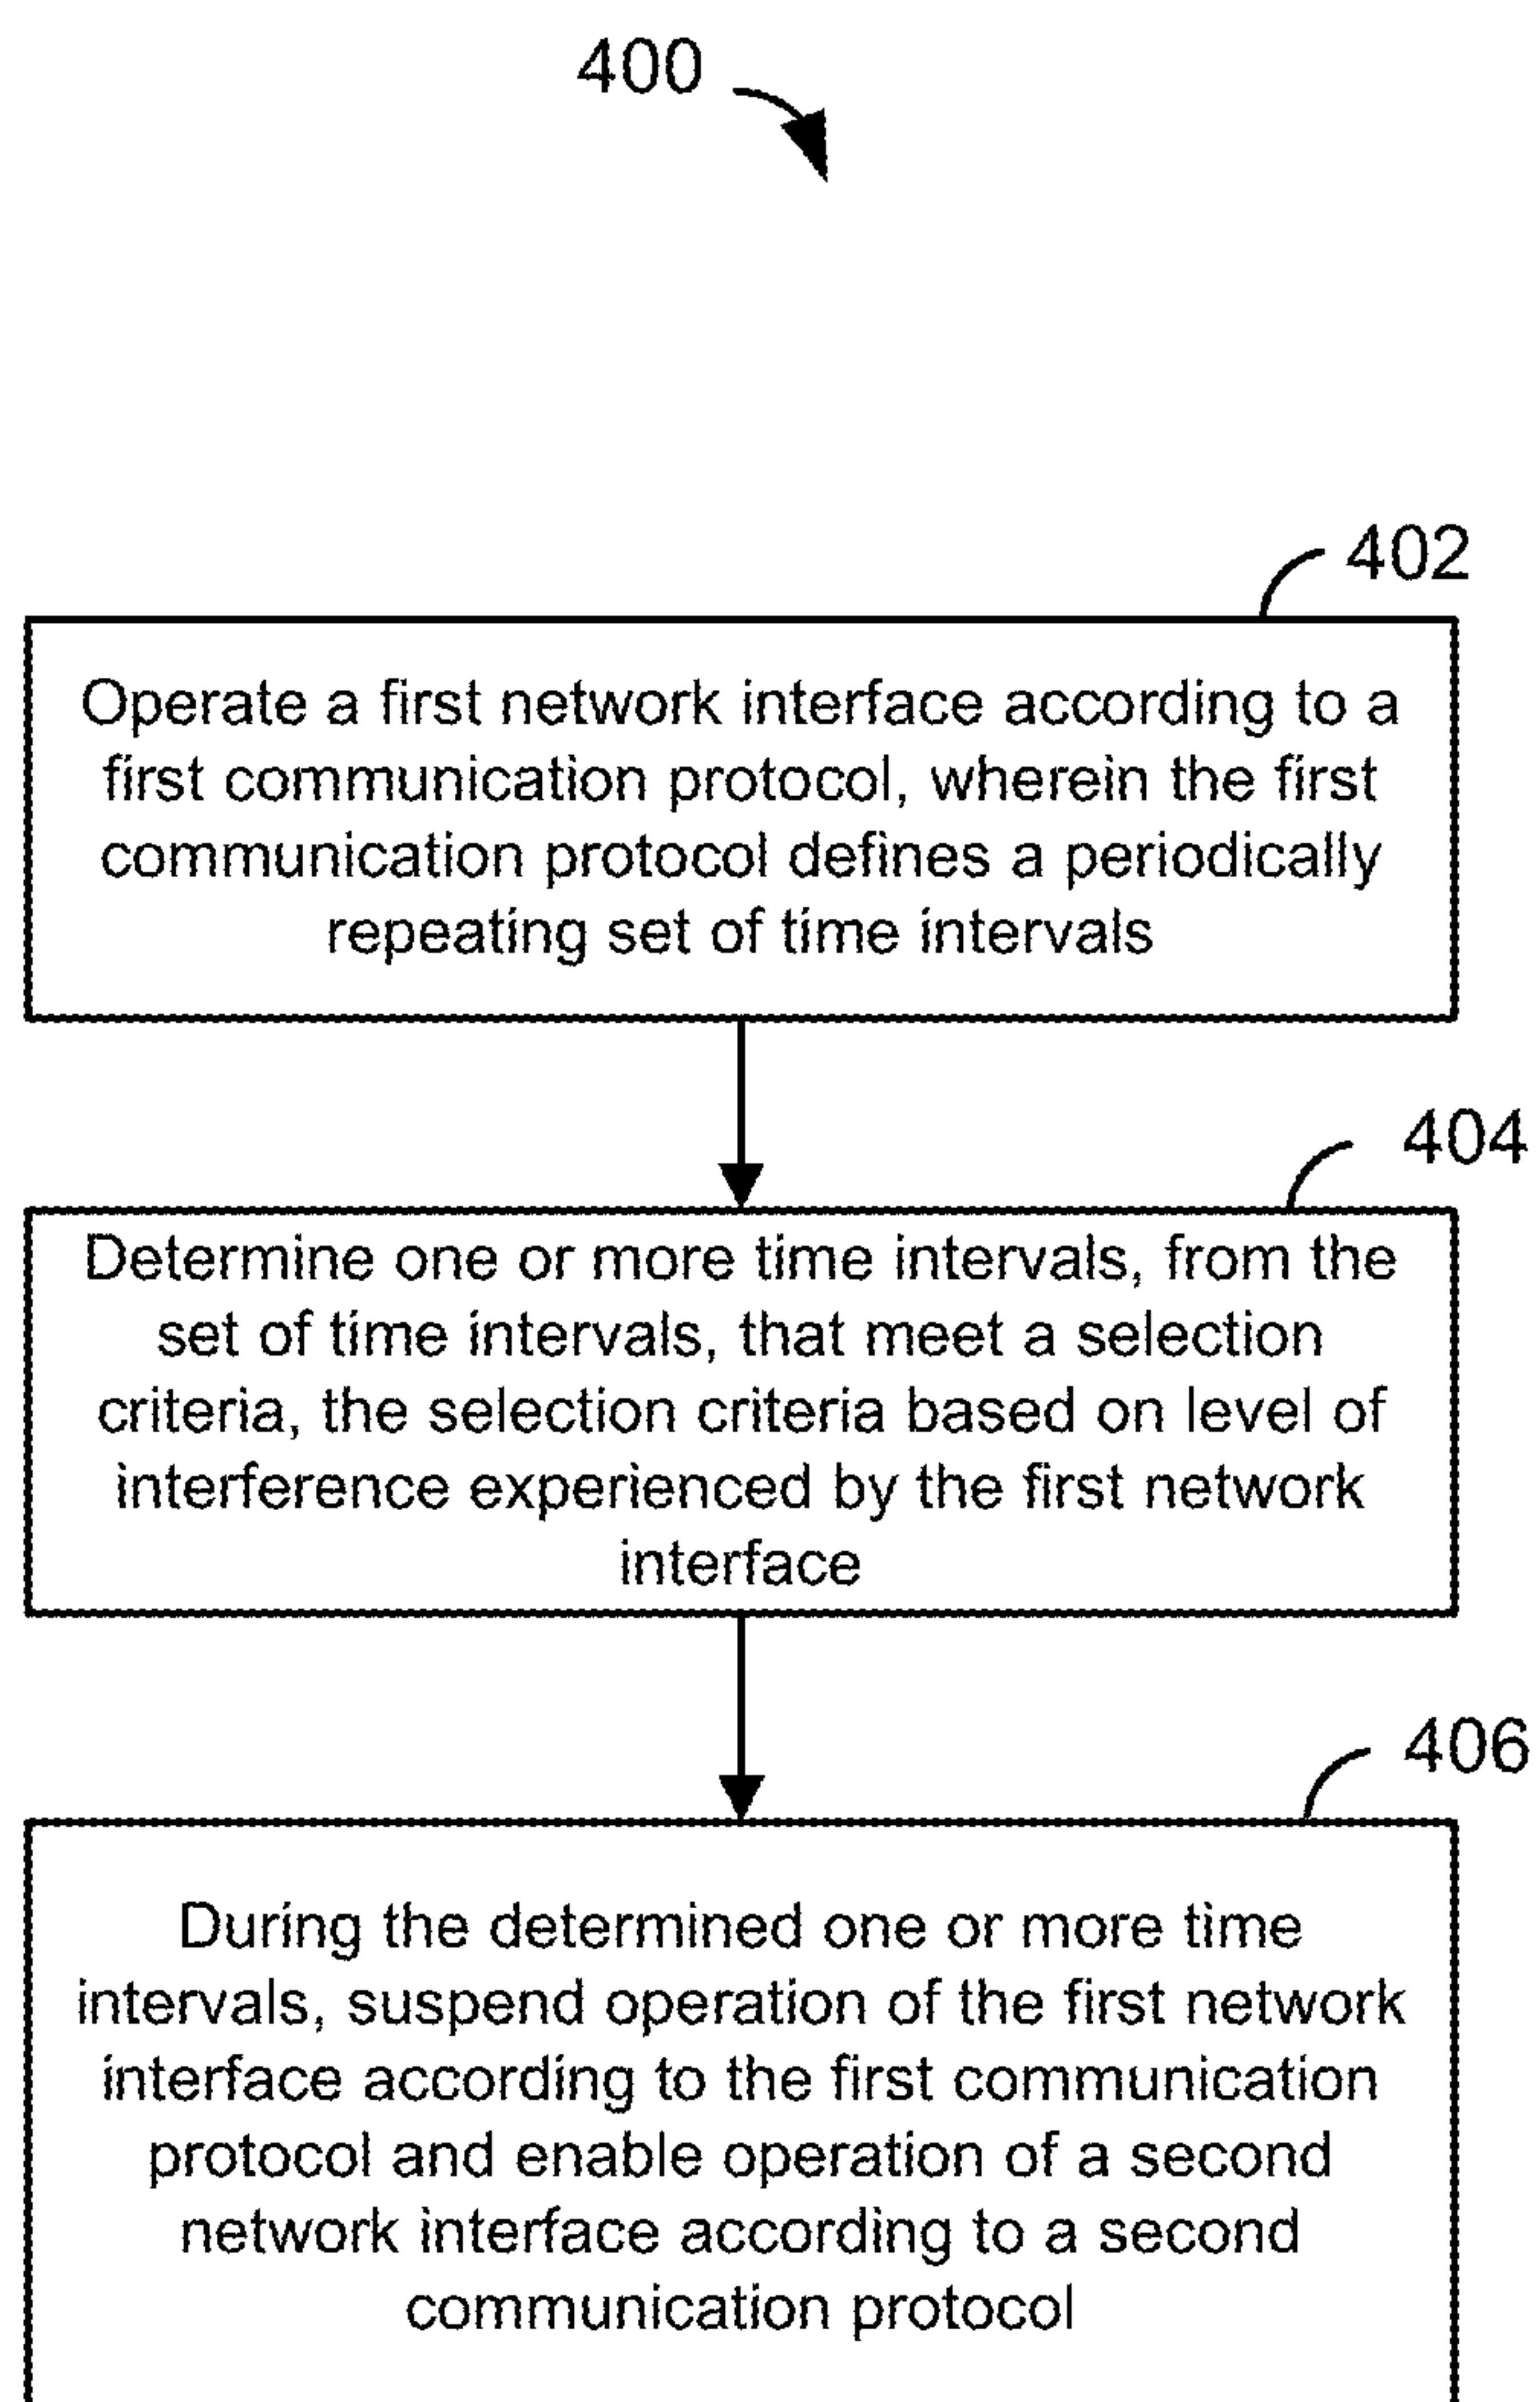 400
402
Operate a first network interface according to a
first communication protocol, wherein the first
communication protocol defines a periodically
repeating set of time intervals
404
Determine one or more time intervals, from the
set of time intervals, that meet a selection
criteria, the selection criteria based on level of
interference experienced by the first network
interface
406
During the determined one or more time
intervals, suspend operation of the first network
interface according to the first communication
protocol and enable operation of a second
network interface according to a second
communication protocol